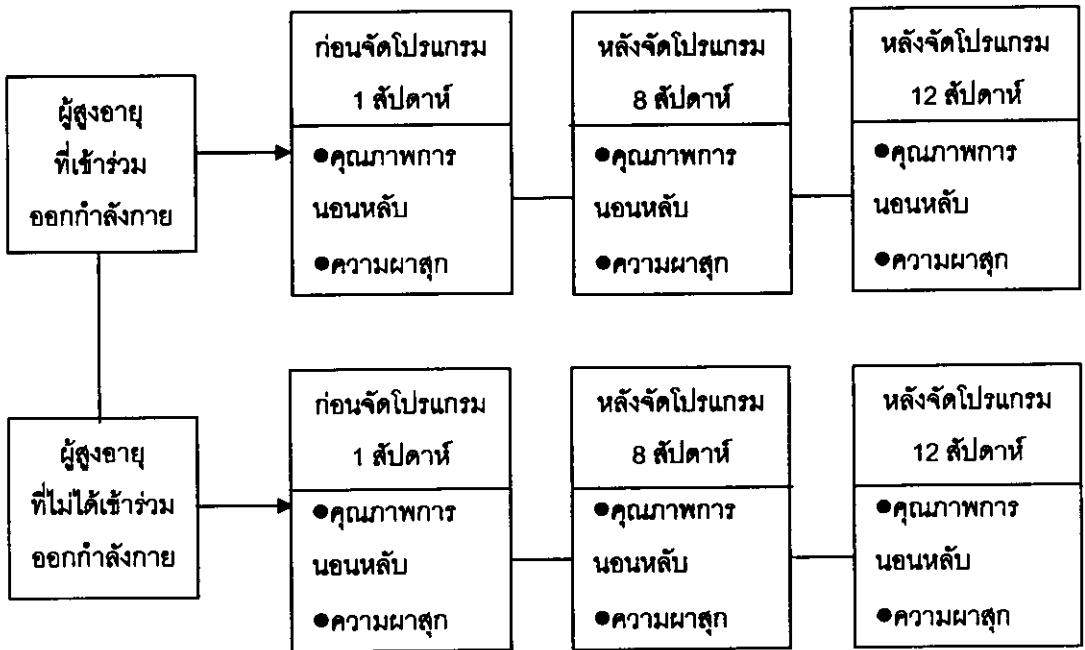 ผู้สูงอายุ
ที่เข้าร่วม
ออกกำลังกาย
ก่อนจัดโปรแกรม
1 สัปดาห์
●คุณภาพการ
นอนหลับ
●ความผาสุก
หลังจัดโปรแกรม
8 สัปดาห์
●คุณภาพการ
นอนหลับ
●ความผาสุก
หลังจัดโปรแกรม
12 สัปดาห์
●คุณภาพการ
นอนหลับ
●ความผาสุก
ผู้สูงอายุ
ที่ไม่ได้เข้าร่วม
ออกกำลังกาย
ก่อนจัดโปรแกรม
1 สัปดาห์
●คุณภาพการ
นอนหลับ
●ความผาสุก
หลังจัดโปรแกรม
8 สัปดาห์
●คุณภาพการ
นอนหลับ
●ความผาสุก
หลังจัดโปรแกรม
12 สัปดาห์
●คุณภาพการ
นอนหลับ
●ความผาสุก